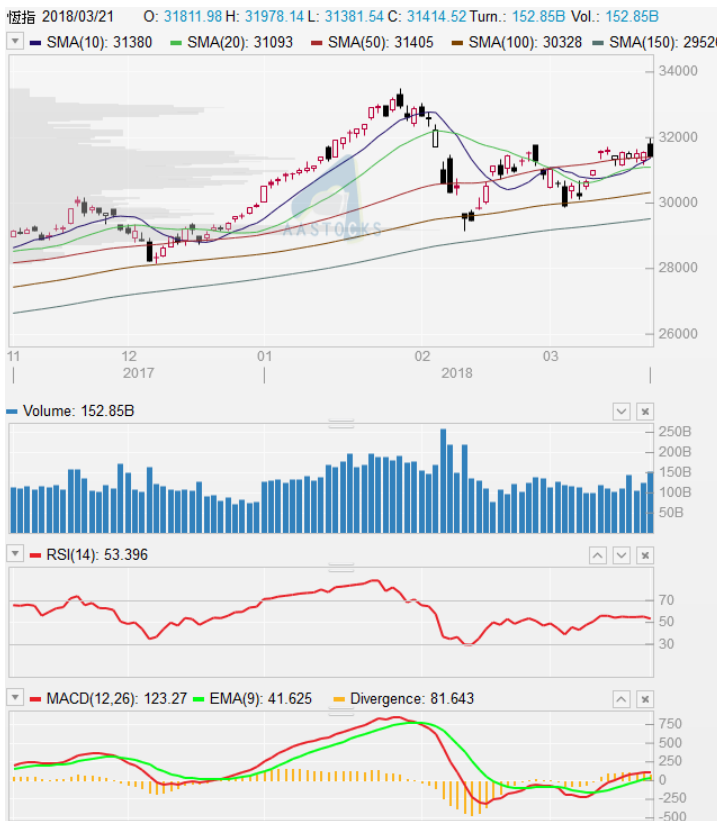 恆指 2018/03/21 O: 31811.98 H: 31978.14 L: 31381.54 C: 31414.52 Turn.: 152.85B Vol.: 152.85B
SMA(10): 31380 SMA(20): 31093 SMA(50): 31405 SMA(100): 30328 SMA(150): 29520
34000
32000
30000
AASTOCKS
28000
26000
11 12 01 02 03
2017 2018
Volume: 152.85B
250B
200B
150B
100B
50B
RSI(14): 53.396
70
50
30
MACD(12,26): 123.27 EMA(9): 41.625 Divergence: 81.643
750
500
250
0
-250
-500